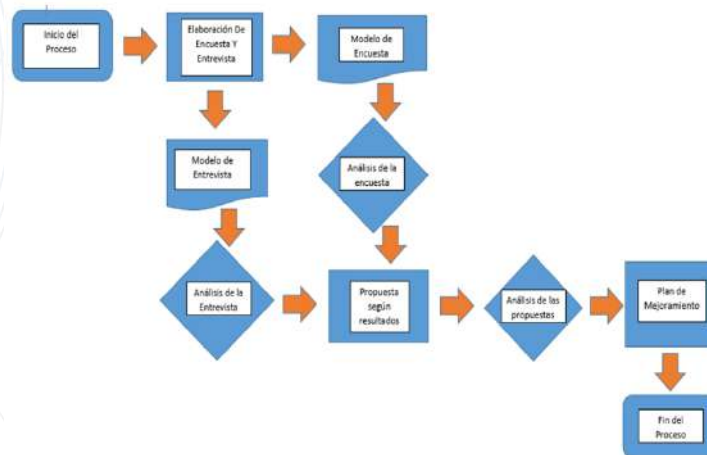 Inicio del
Proceso
Elaboración De
Encuesta Y
Entrevista
Modelo de
Encuesta
Modelo de
Entrevista
Análisis de la
encuesta
Análisis de la
Entrevista
Propuesta
según
resultados
Análisis de las
propuestas
Plan de
Mejoramiento
Fin del
Proceso